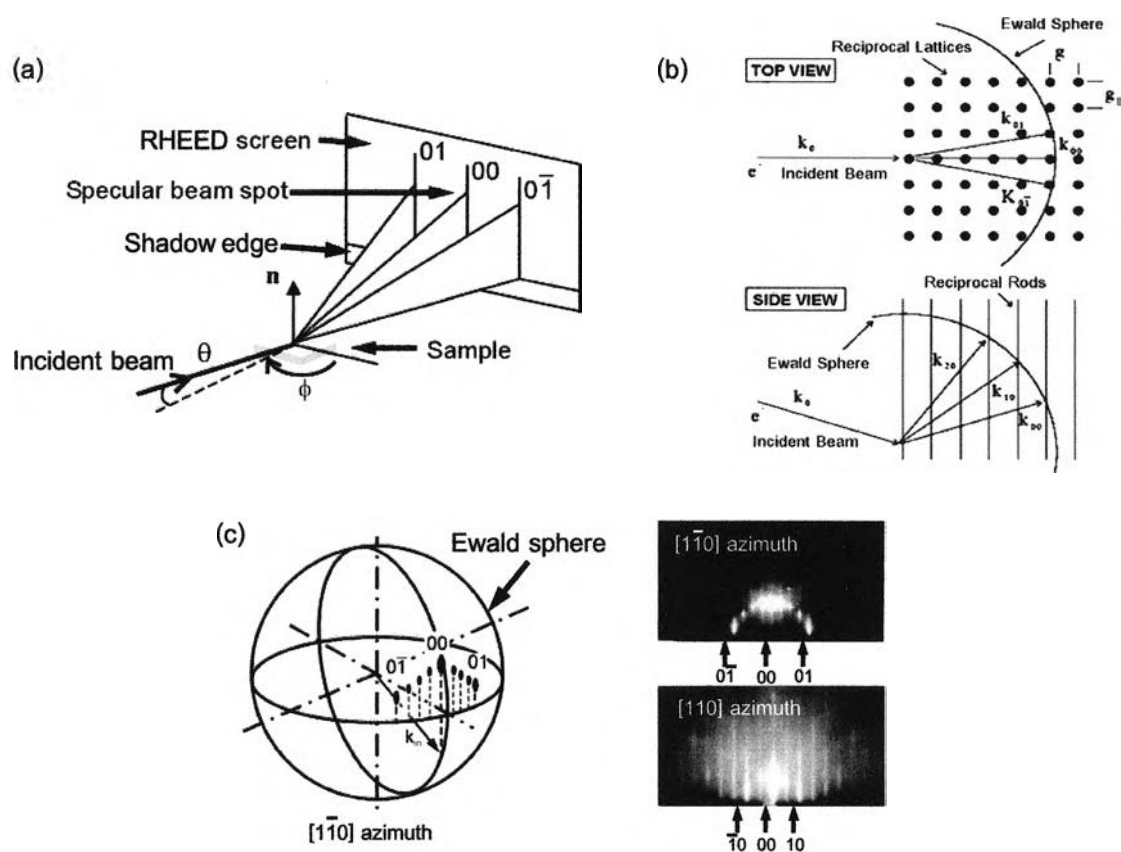 (a)
RHEED screen
Specular beam spot
Shadow edge
n
Incident beam
θ
ϕ
Sample
01
00
01̅
(b)
TOP VIEW
Reciprocal Lattices
Ewald Sphere
g
g||
k₀
e⁻
Incident Beam
k₀₁
k₀₀
K₀₁̅
SIDE VIEW
Reciprocal Rods
Ewald Sphere
k₀
e⁻
Incident Beam
k₂₀
k₁₀
k₀₀
(c)
Ewald sphere
00
01̅
01
kᵢₙ
[11̅0] azimuth
[11̅0] azimuth
01̅ 00 01
[110] azimuth
1̅0 00 10